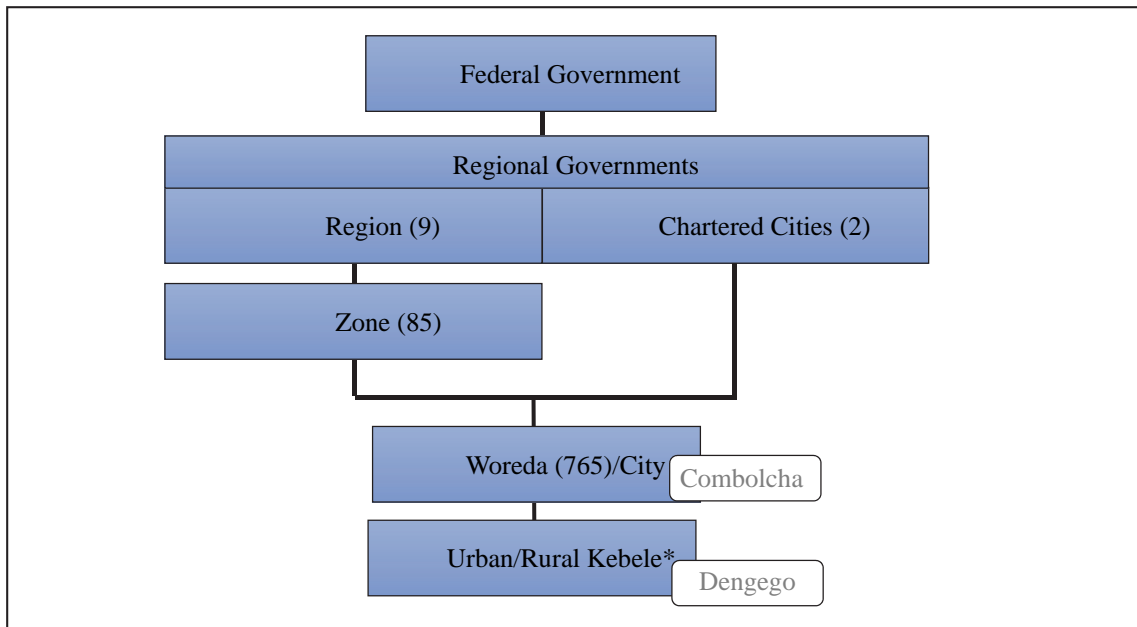 Federal Government
Regional Governments
Region (9)
Chartered Cities (2)
Zone (85)
Woreda (765)/City
Combolcha
Urban/Rural Kebele*
Dengego